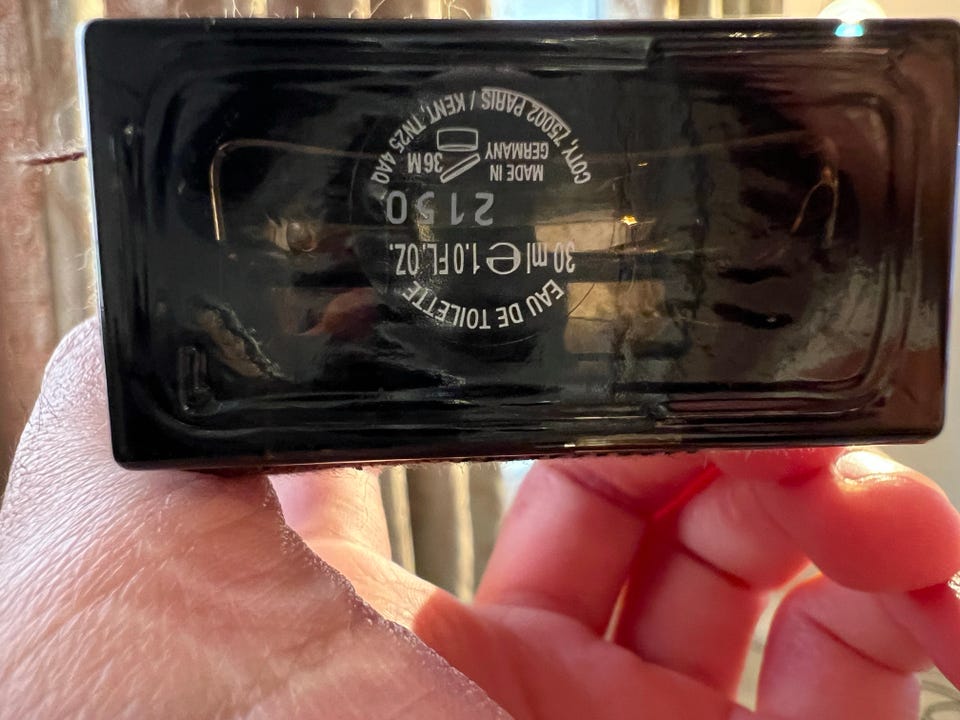 EAU DE TOILETTE
30 ml ℮ 1.0 FL.OZ.
2150
MADE IN
GERMANY
36M
COTY, 75002 PARIS / KENT, TN25 4AQ